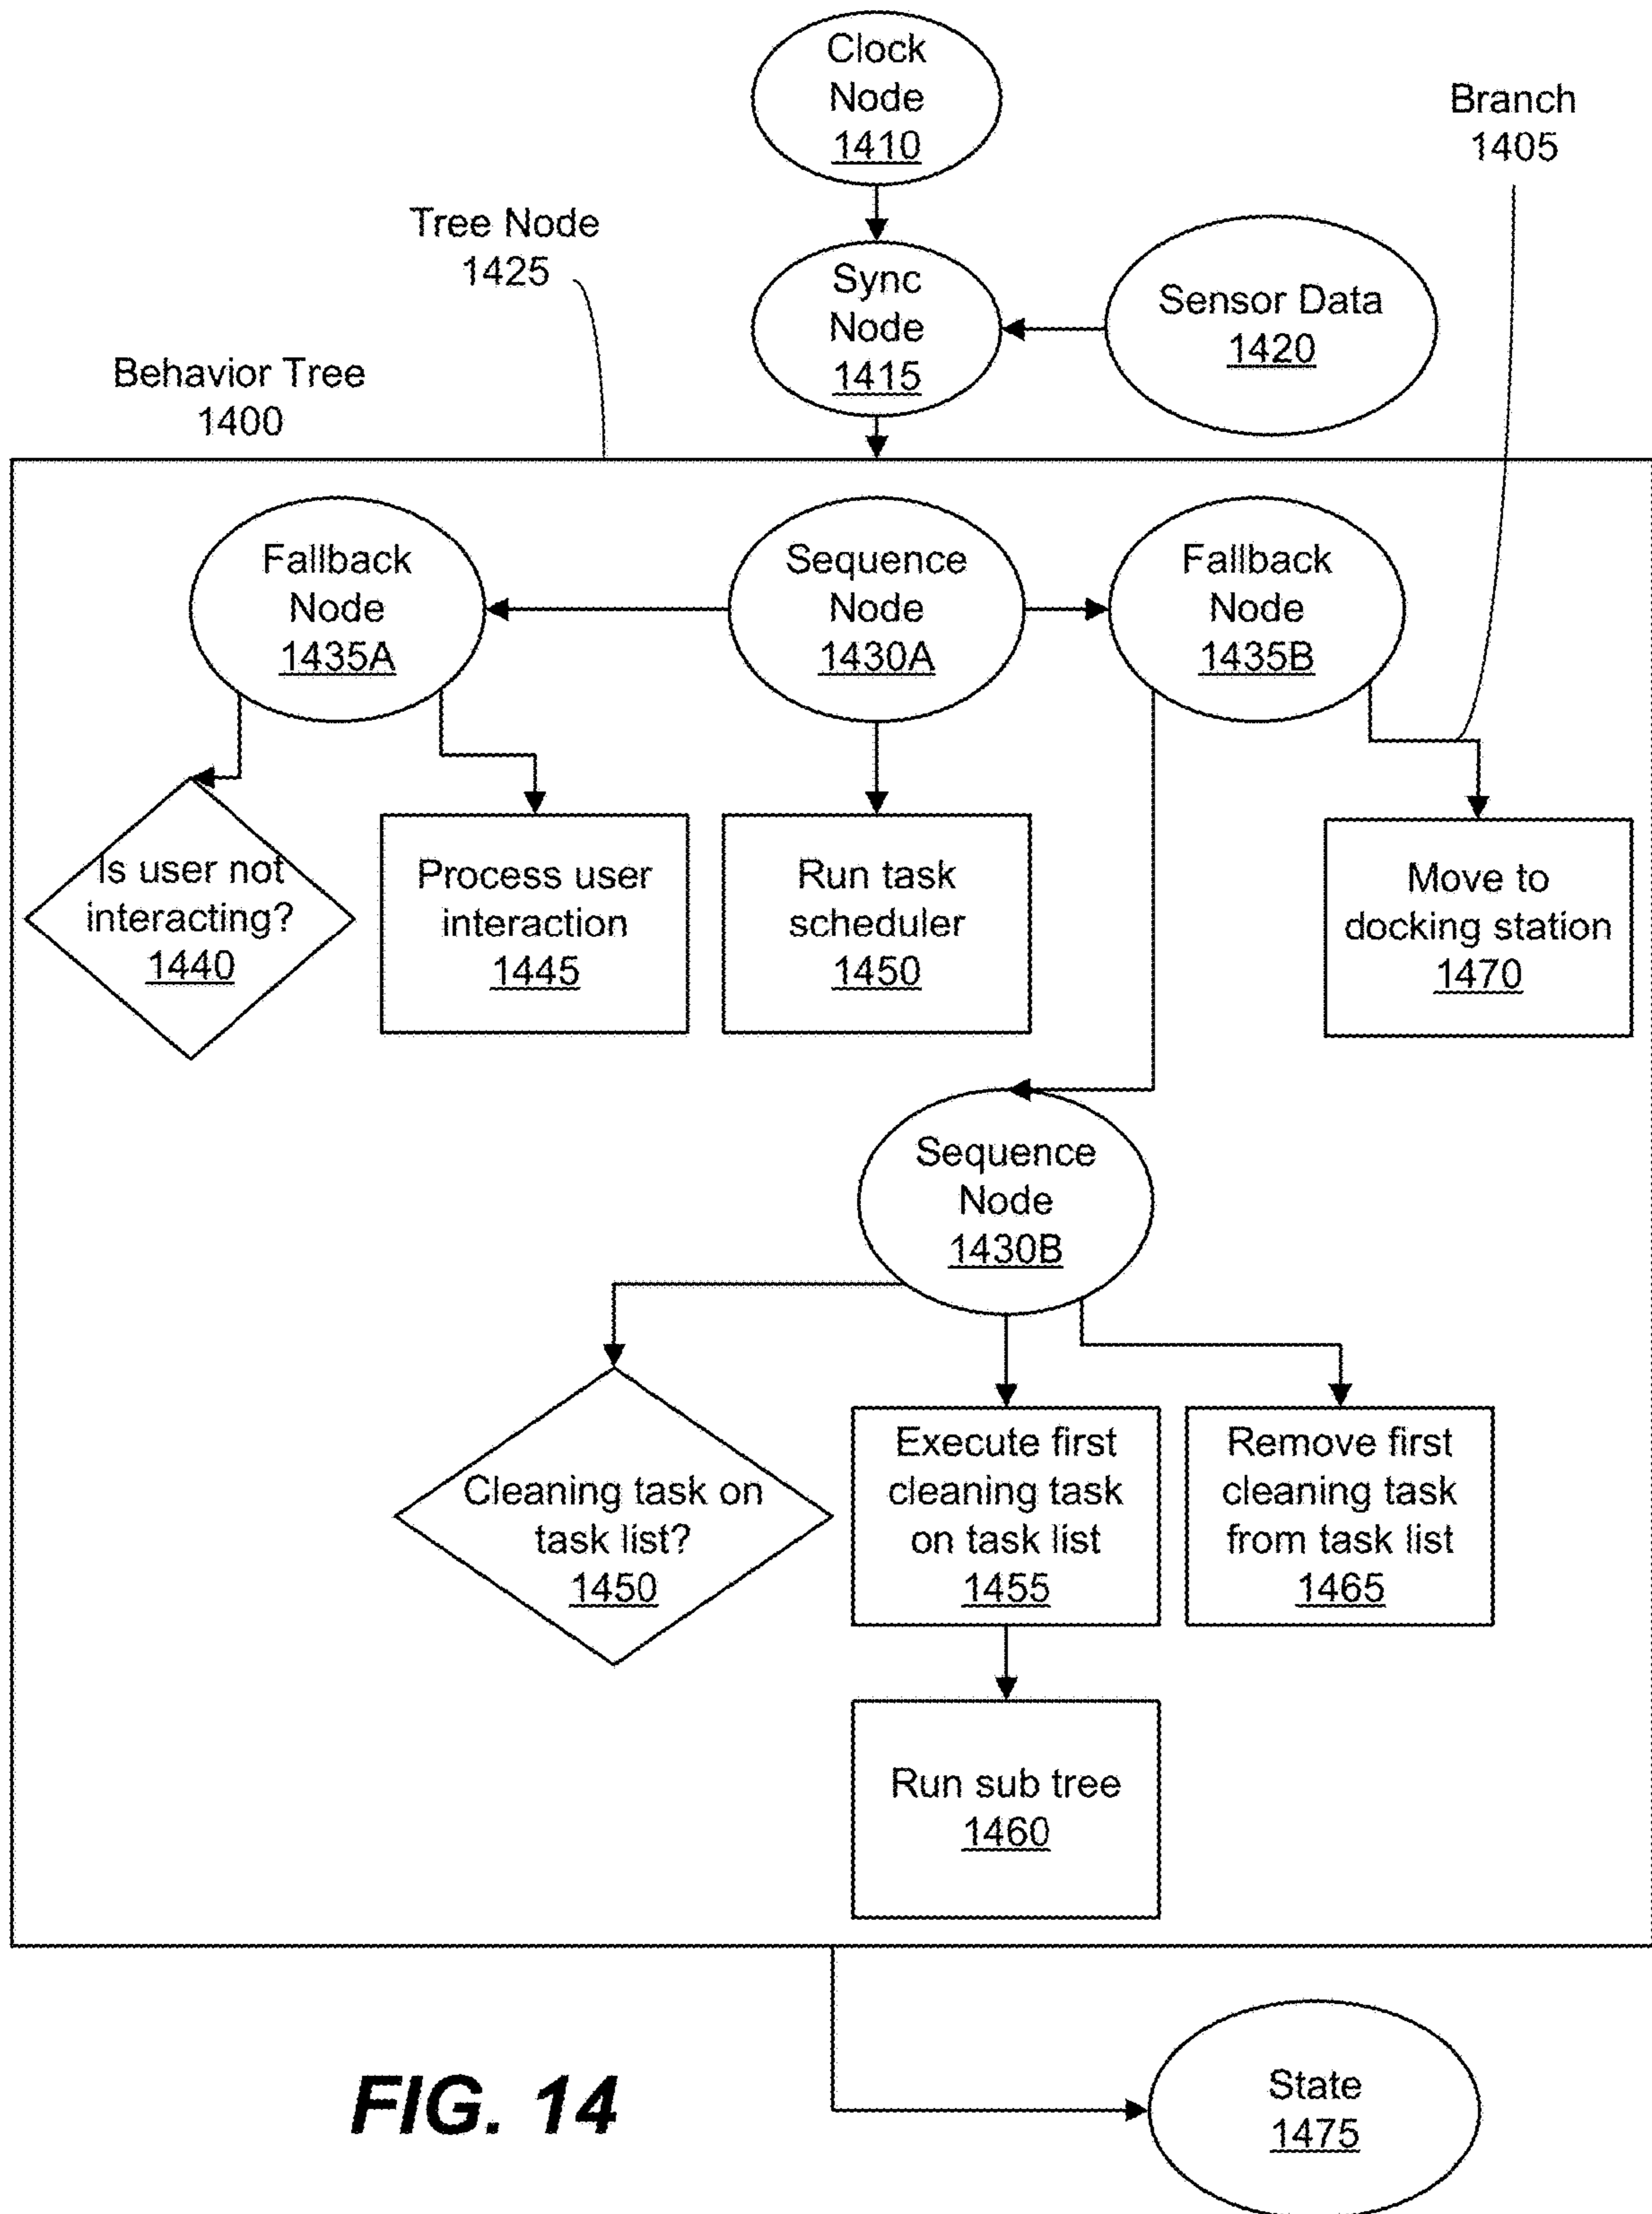 Clock
Node
1410
Branch
1405
Tree Node
1425
Sync
Node
1415
Sensor Data
1420
Behavior Tree
1400
Fallback
Node
1435A
Sequence
Node
1430A
Fallback
Node
1435B
Is user not
interacting?
1440
Process user
interaction
1445
Run task
scheduler
1450
Move to
docking station
1470
Sequence
Node
1430B
Cleaning task on
task list?
1450
Execute first
cleaning task
on task list
1455
Remove first
cleaning task
from task list
1465
Run sub tree
1460
FIG. 14
State
1475